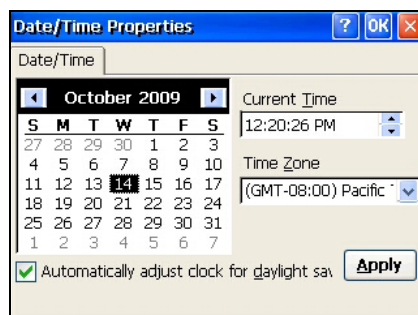 Date/Time Properties ? OK ×
Date/Time
October 2009
S M T W T F S
27 28 29 30 1 2 3
4 5 6 7 8 9 10
11 12 13 14 15 16 17
18 19 20 21 22 23 24
25 26 27 28 29 30 31
1 2 3 4 5 6 7
Current Time
12:20:26 PM
Time Zone
(GMT-08:00) Pacific
Automatically adjust clock for daylight sav
Apply